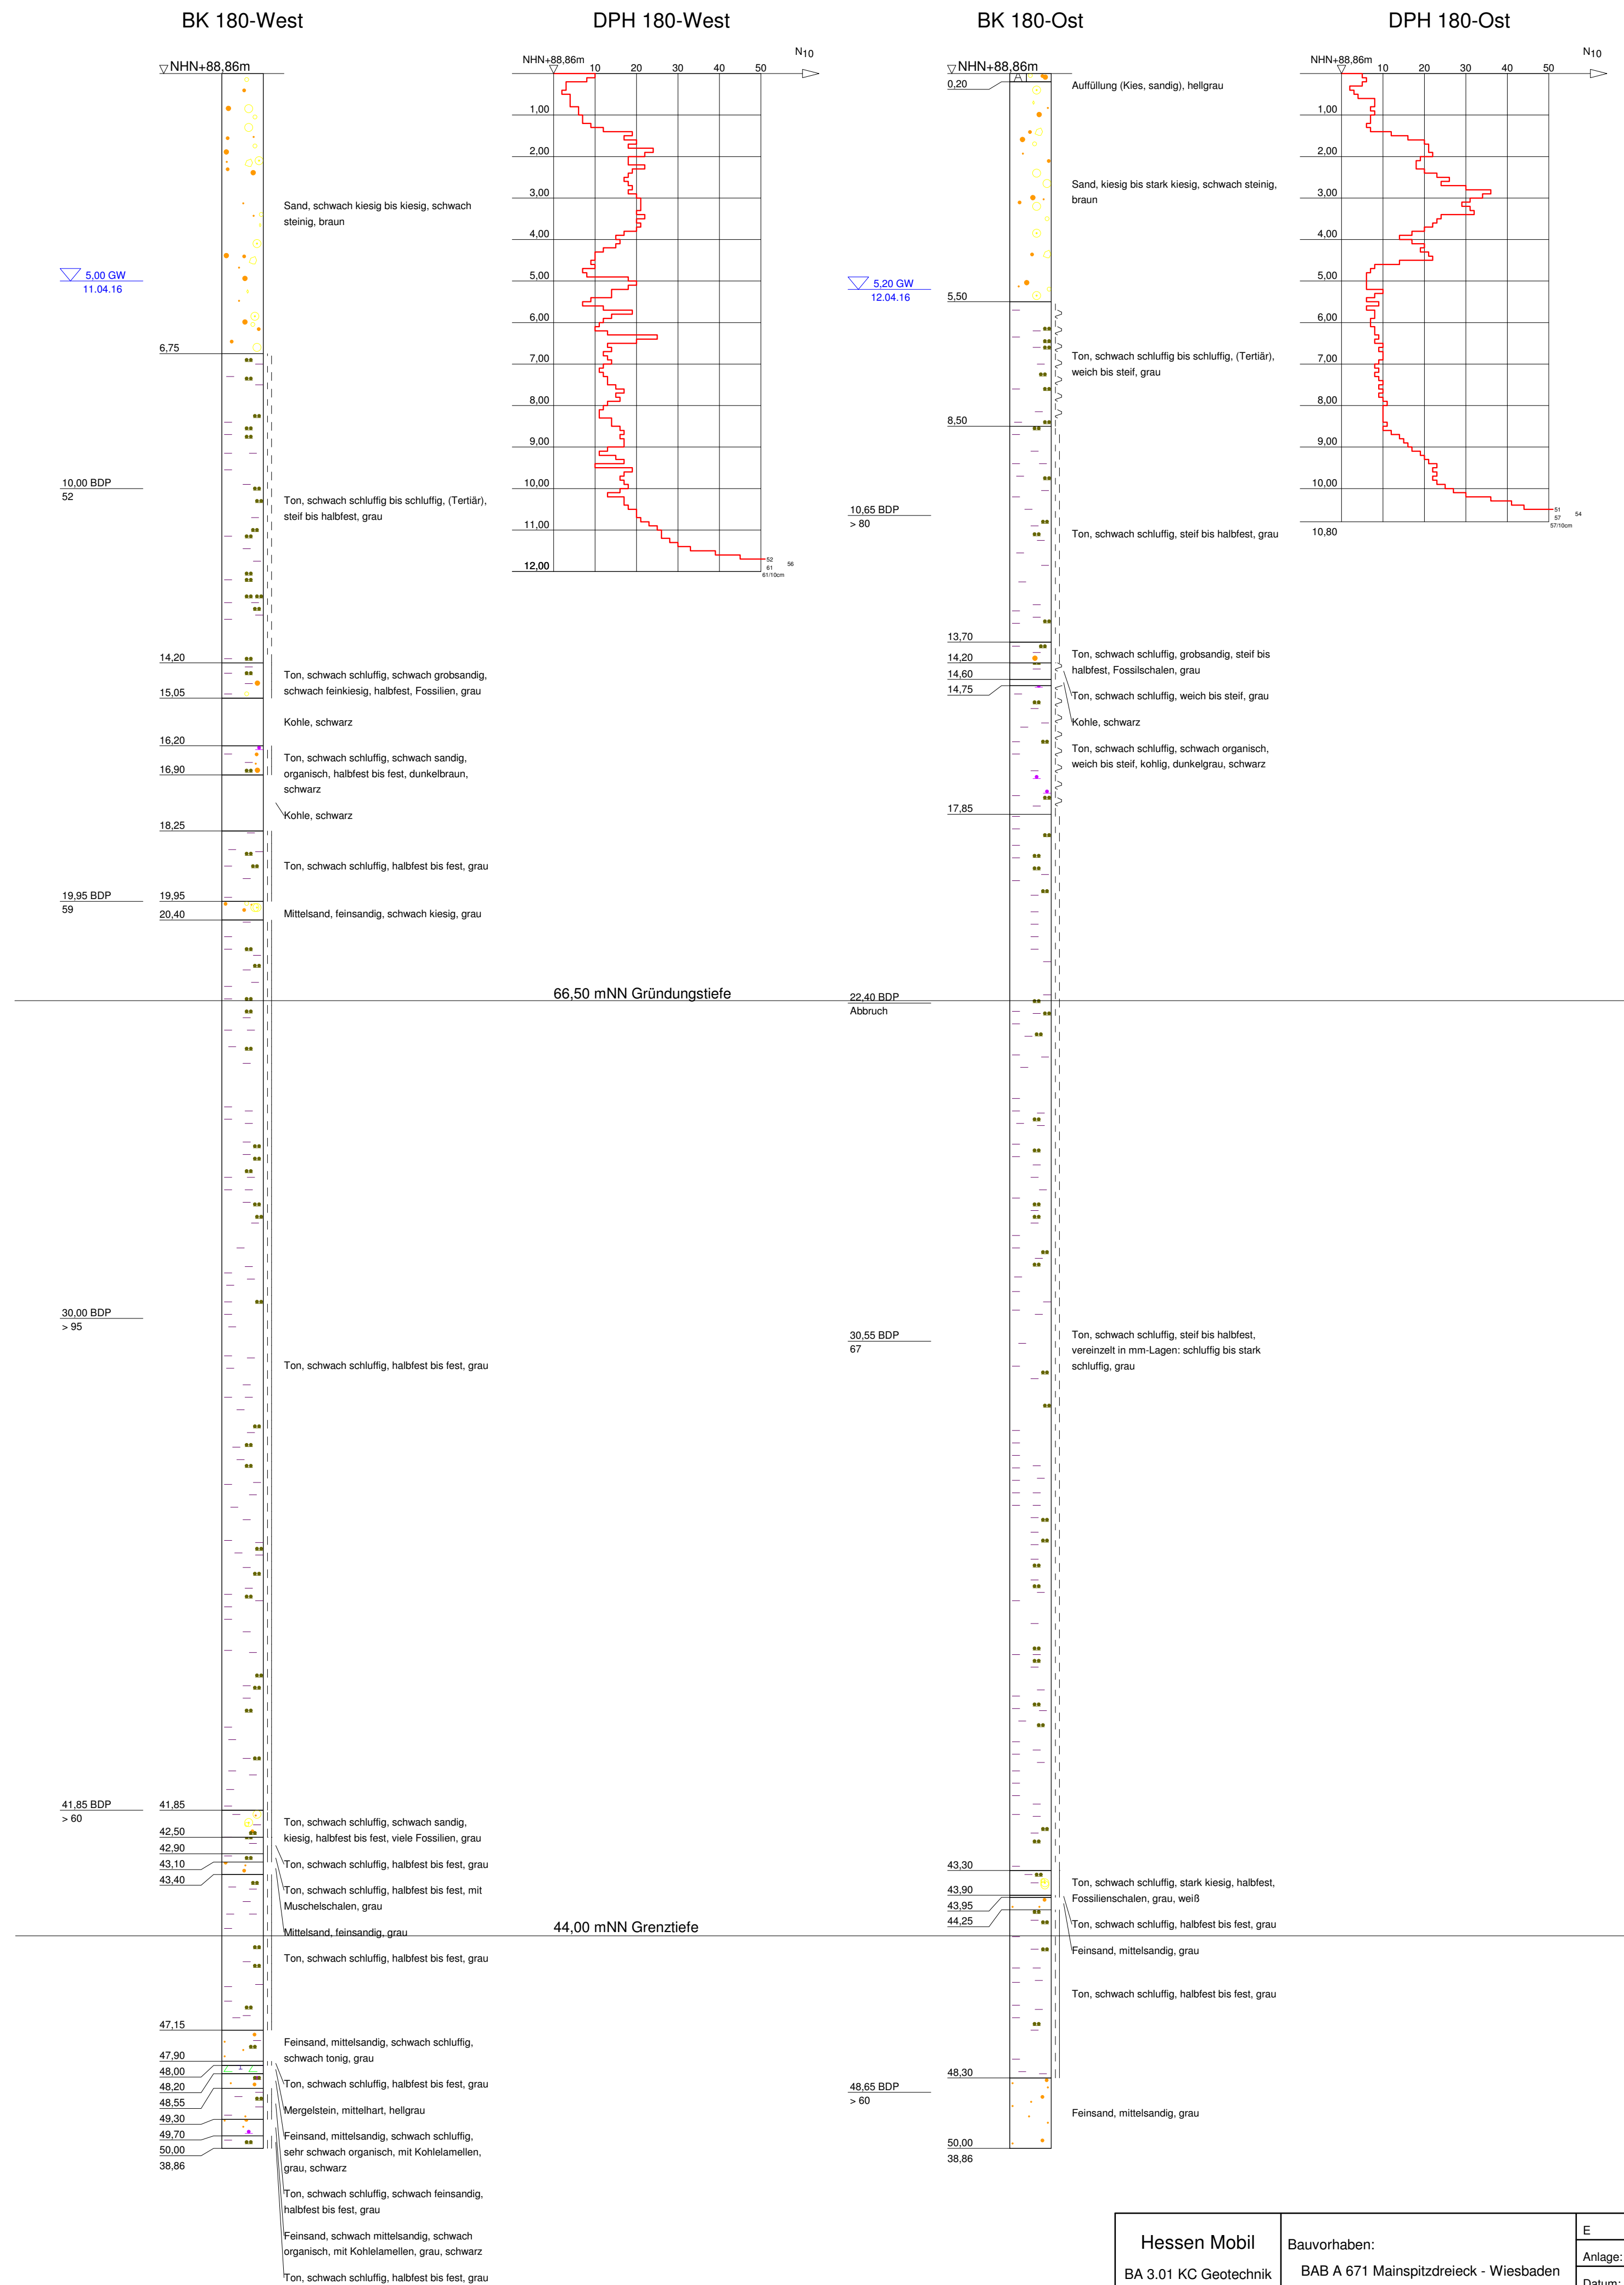 BK 180-West
DPH 180-West
BK 180-Ost
DPH 180-Ost
NHN+88,86m
5,00 GW
11.04.16
6,75
10,00 BDP
52
14,20
15,05
16,20
16,90
18,25
19,95 BDP
59
19,95
20,40
30,00 BDP
> 95
41,85 BDP
> 60
41,85
42,50
42,90
43,10
43,40
47,15
47,90
48,00
48,20
48,55
49,30
49,70
50,00
38,86
Sand, schwach kiesig bis kiesig, schwach
steinig, braun
Ton, schwach schluffig bis schluffig, (Tertiär),
steif bis halbfest, grau
Ton, schwach schluffig, schwach grobsandig,
schwach feinkiesig, halbfest, Fossilien, grau
Kohle, schwarz
Ton, schwach schluffig, schwach sandig,
organisch, halbfest bis fest, dunkelbraun,
schwarz
Kohle, schwarz
Ton, schwach schluffig, halbfest bis fest, grau
Mittelsand, feinsandig, schwach kiesig, grau
Ton, schwach schluffig, halbfest bis fest, grau
Ton, schwach schluffig, schwach sandig,
kiesig, halbfest bis fest, viele Fossilien, grau
Ton, schwach schluffig, halbfest bis fest, grau
Ton, schwach schluffig, halbfest bis fest, mit
Muschelschalen, grau
Mittelsand, feinsandig, grau
Ton, schwach schluffig, halbfest bis fest, grau
Feinsand, mittelsandig, schwach schluffig,
schwach tonig, grau
Ton, schwach schluffig, halbfest bis fest, grau
Mergelstein, mittelhart, hellgrau
Feinsand, mittelsandig, schwach schluffig,
sehr schwach organisch, mit Kohlelamellen,
grau, schwarz
Ton, schwach schluffig, schwach feinsandig,
halbfest bis fest, grau
Feinsand, schwach mittelsandig, schwach
organisch, mit Kohlelamellen, grau, schwarz
Ton, schwach schluffig, halbfest bis fest, grau
N10
NHN+88,86m
10 20 30 40 50
1,00
2,00
3,00
4,00
5,00
6,00
7,00
8,00
9,00
10,00
11,00
12,00
52
56
61
61/10cm
66,50 mNN Gründungstiefe
44,00 mNN Grenztiefe
NHN+88,86m
A
0,20
5,20 GW
12.04.16
5,50
8,50
10,65 BDP
> 80
13,70
14,20
14,60
14,75
17,85
22,40 BDP
Abbruch
30,55 BDP
67
43,30
43,90
43,95
44,25
48,30
48,65 BDP
> 60
50,00
38,86
Auffüllung (Kies, sandig), hellgrau
Sand, kiesig bis stark kiesig, schwach steinig,
braun
Ton, schwach schluffig bis schluffig, (Tertiär),
weich bis steif, grau
Ton, schwach schluffig, steif bis halbfest, grau
Ton, schwach schluffig, grobsandig, steif bis
halbfest, Fossilschalen, grau
Ton, schwach schluffig, weich bis steif, grau
Kohle, schwarz
Ton, schwach schluffig, schwach organisch,
weich bis steif, kohlig, dunkelgrau, schwarz
Ton, schwach schluffig, steif bis halbfest,
vereinzelt in mm-Lagen: schluffig bis stark
schluffig, grau
Ton, schwach schluffig, stark kiesig, halbfest,
Fossilienschalen, grau, weiß
Ton, schwach schluffig, halbfest bis fest, grau
Feinsand, mittelsandig, grau
Ton, schwach schluffig, halbfest bis fest, grau
Feinsand, mittelsandig, grau
N10
NHN+88,86m
10 20 30 40 50
1,00
2,00
3,00
4,00
5,00
6,00
7,00
8,00
9,00
10,00
10,80
51
54
57
57/10cm
Hessen Mobil
BA 3.01 KC Geotechnik
Bauvorhaben:
BAB A 671 Mainspitzdreieck - Wiesbaden
E
Anlage:
Datum: